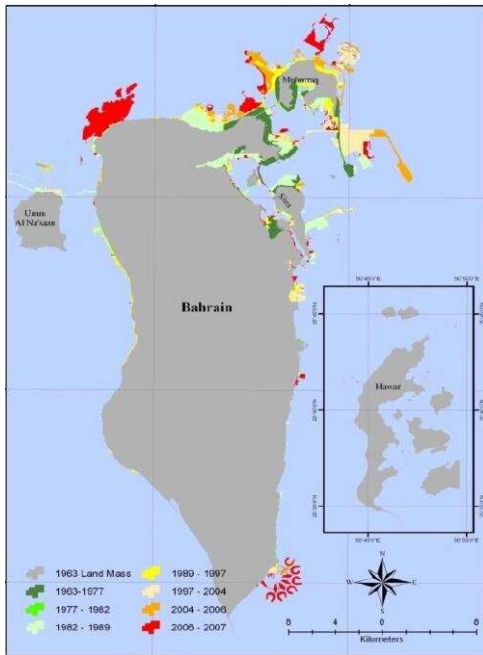 Muharraq
Umm
Al Na'saan
Sitra
Bahrain
Hawar
1963 Land Mass
1963-1977
1977 - 1982
1982 - 1989
1989 - 1997
1997 - 2004
2004 - 2006
2006 - 2007
N
W
E
S
8
4
0
8
Kilometers